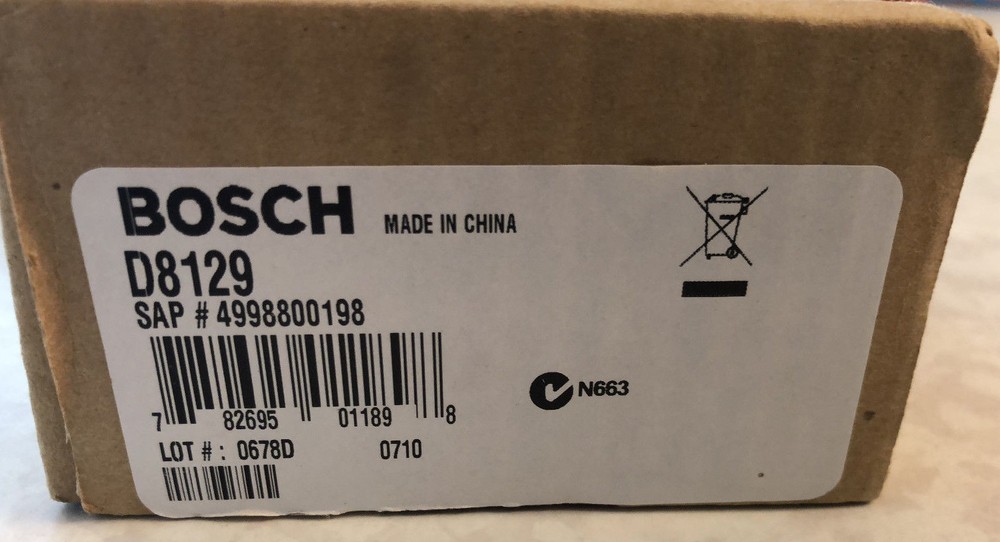 BOSCH MADE IN CHINA
D8129
SAP # 4998800198
7 82695 01189 8
N663
LOT # : 0678D 0710